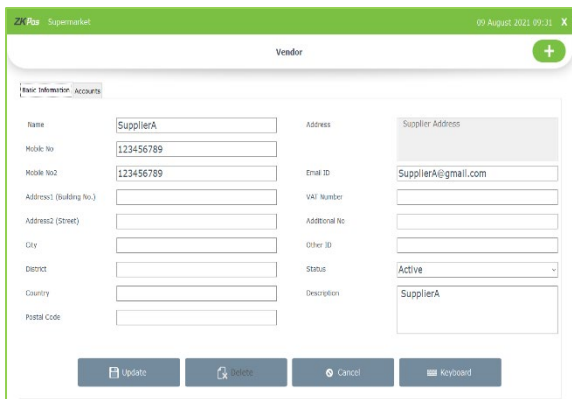 ZKPos Supermarket 09 August 2021 09:31 X
Vendor
+
Basic Information Accounts
Name SupplierA Address Supplier Address
Mobile No 123456789
Mobile No2 123456789 Email ID SupplierA@gmail.com
Address1 (Building No.) VAT Number
Address2 (Street) Additional No
City Other ID
District Status Active
Country Description SupplierA
Postal Code
Update Delete Cancel Keyboard